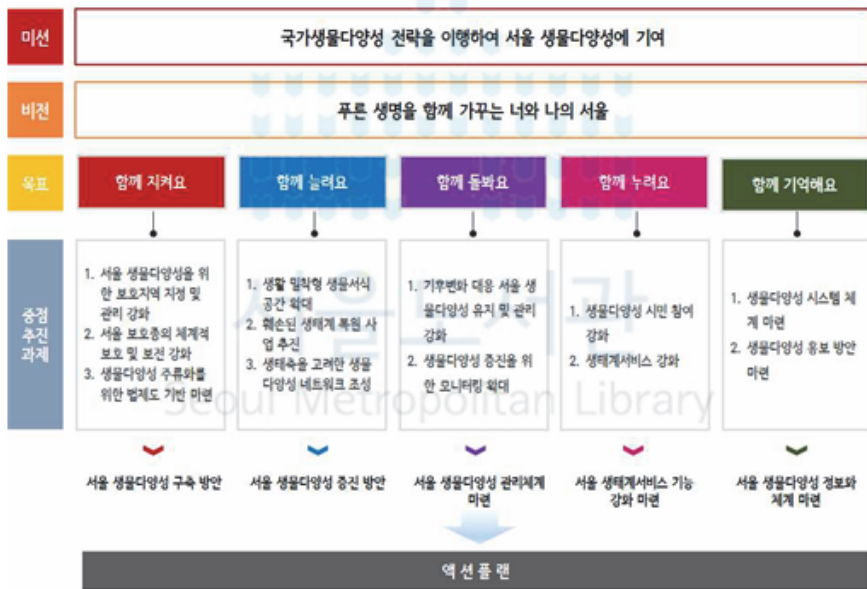 미션
국가생물다양성 전략을 이행하여 서울 생물다양성에 기여
비전
푸른 생명을 함께 가꾸는 너와 나의 서울
목표
함께 지켜요
함께 늘려요
함께 돌봐요
함께 누려요
함께 기억해요
중점
추진
과제
1. 서울 생물다양성을 위
한 보호지역 지정 및
관리 강화
2. 서울 보호종의 체계적
보호 및 보전 강화
3. 생물다양성 주류화를
위한 법제도 기반 마련
1. 생활 밀착형 생물서식
공간 확대
2. 훼손된 생태계 복원 사
업 추진
3. 생태축을 고려한 생물
다양성 네트워크 조성
1. 기후변화 대응 서울 생
물다양성 유지 및 관리
강화
2. 생물다양성 증진을 위
한 모니터링 확대
1. 생물다양성 시민 참여
강화
2. 생태계서비스 강화
1. 생물다양성 시스템 체
계 마련
2. 생물다양성 홍보 방안
마련
서울도서관
Seoul Metropolitan Library
서울 생물다양성 구축 방안
서울 생물다양성 증진 방안
서울 생물다양성 관리체계
마련
서울 생태계서비스 기능
강화 마련
서울 생물다양성 정보화
체계 마련
액션플랜